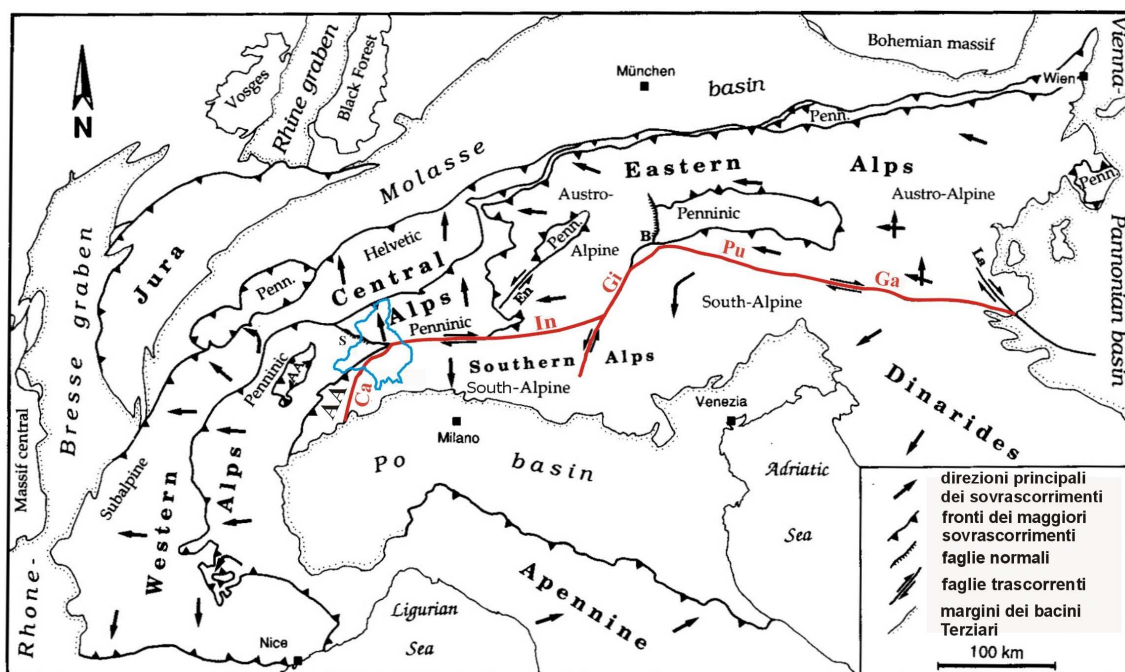 N
Vosges
Rhine graben
Black Forest
München
basin
Bohemian massif
Wien
Vienna-
Pannonian basin
Penn.
Penn.
Molasse
Eastern
Alps
Austro-
Alpine
Austro-Alpine
Penninic
Penn.
B
Pu
Ga
La
Gi
En
Jura
Bresse graben
Helvetic
Penn.
Central
Alps
Penninic
In
South-Alpine
Southern Alps
South-Alpine
S
Penninic
AA
AA
Ca
Massif central
Subalpine
Western
Alps
Milano
Venezia
Po basin
Adriatic
Sea
Dinarides
Apennine
Rhone-
Nice
Ligurian
Sea
direzioni principali
dei sovrascorrimenti
fronti dei maggiori
sovrascorrimenti
faglie normali
faglie trascorrenti
margini dei bacini
Terziari
100 km